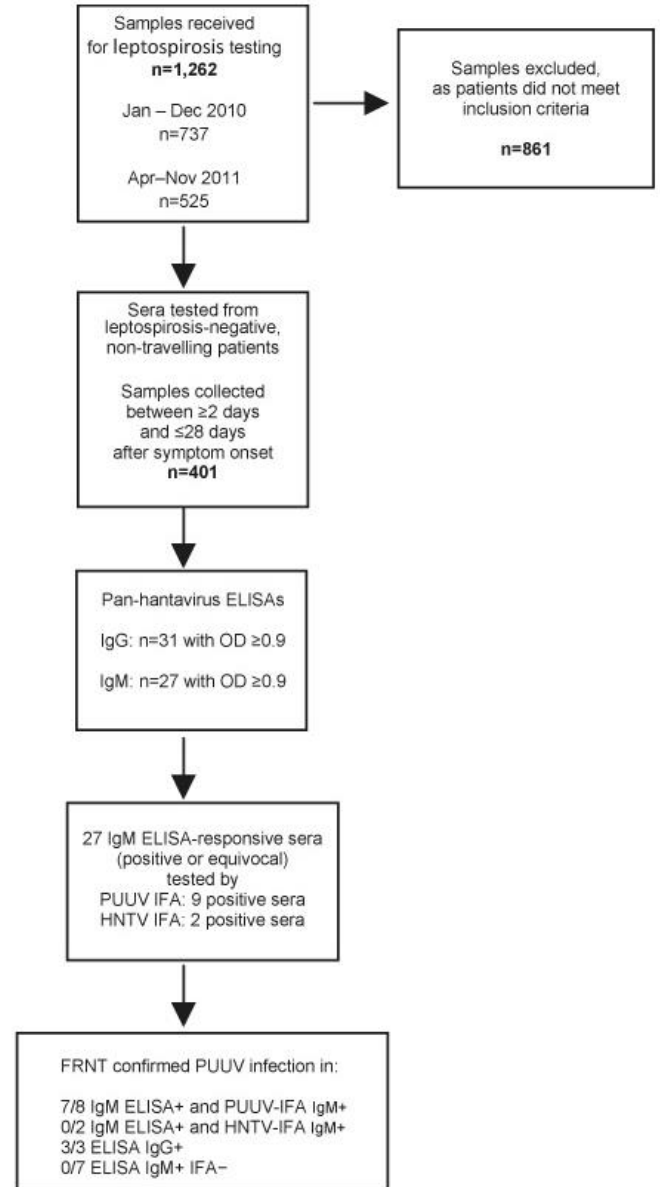 Samples received
for leptospirosis testing
n=1,262
Jan – Dec 2010
n=737
Apr–Nov 2011
n=525
Samples excluded,
as patients did not meet
inclusion criteria
n=861
Sera tested from
leptospirosis-negative,
non-travelling patients
Samples collected
between ≥2 days
and ≤28 days
after symptom onset
n=401
Pan-hantavirus ELISAs
IgG: n=31 with OD ≥0.9
IgM: n=27 with OD ≥0.9
27 IgM ELISA-responsive sera
(positive or equivocal)
tested by
PUUV IFA: 9 positive sera
HNTV IFA: 2 positive sera
FRNT confirmed PUUV infection in:
7/8 IgM ELISA+ and PUUV-IFA IgM+
0/2 IgM ELISA+ and HNTV-IFA IgM+
3/3 ELISA IgG+
0/7 ELISA IgM+ IFA−